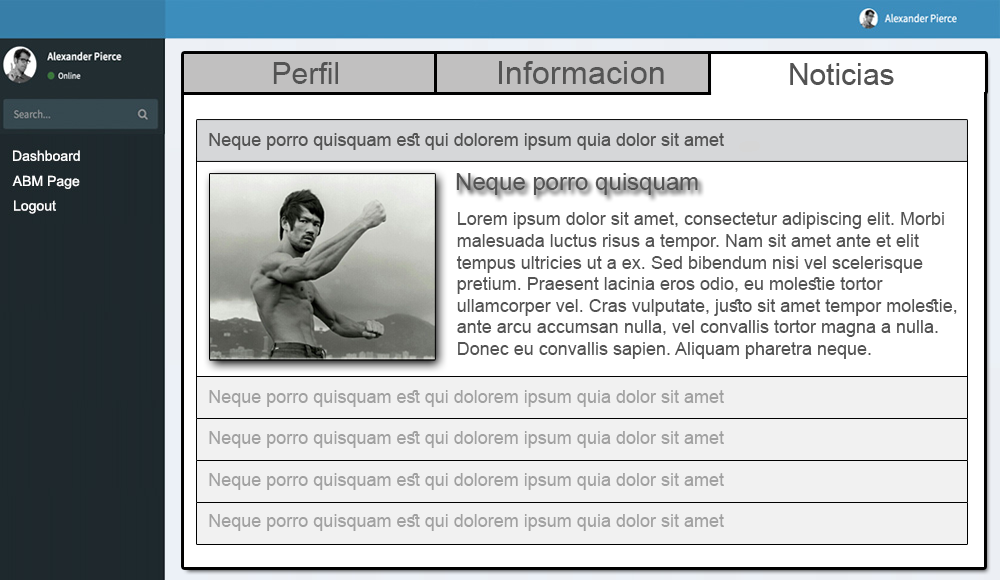 Alexander Pierce
Alexander Pierce
Online
Search...
Dashboard
ABM Page
Logout
Perfil
Informacion
Noticias
Neque porro quisquam est qui dolorem ipsum quia dolor sit amet
Neque porro quisquam
Lorem ipsum dolor sit amet, consectetur adipiscing elit. Morbi
malesuada luctus risus a tempor. Nam sit amet ante et elit
tempus ultricies ut a ex. Sed bibendum nisi vel scelerisque
pretium. Praesent lacinia eros odio, eu molestie tortor
ullamcorper vel. Cras vulputate, justo sit amet tempor molestie,
ante arcu accumsan nulla, vel convallis tortor magna a nulla.
Donec eu convallis sapien. Aliquam pharetra neque.
Neque porro quisquam est qui dolorem ipsum quia dolor sit amet
Neque porro quisquam est qui dolorem ipsum quia dolor sit amet
Neque porro quisquam est qui dolorem ipsum quia dolor sit amet
Neque porro quisquam est qui dolorem ipsum quia dolor sit amet